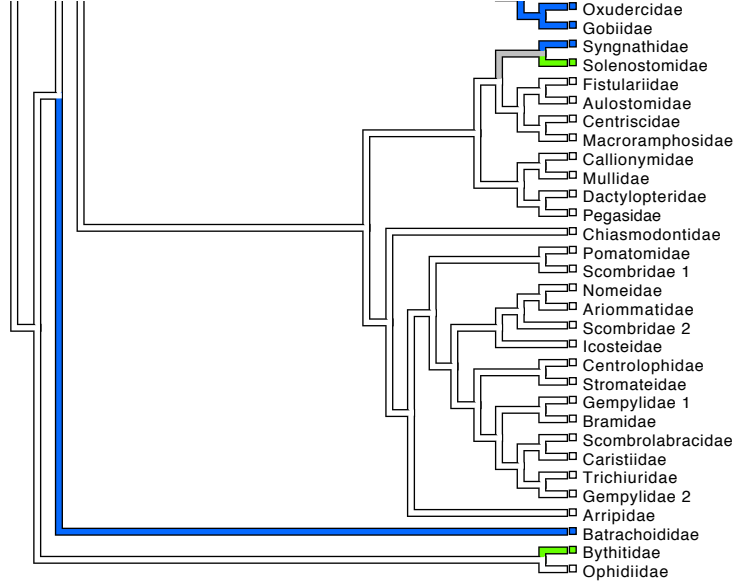 Oxudercidae
Gobiidae
Syngnathidae
Solenostomidae
Fistulariidae
Aulostomidae
Centriscidae
Macroramphosidae
Callionymidae
Mullidae
Dactylopteridae
Pegasidae
Chiasmodontidae
Pomatomidae
Scombridae 1
Nomeidae
Ariommatidae
Scombridae 2
Icosteidae
Centrolophidae
Stromateidae
Gempylidae 1
Bramidae
Scombrolabracidae
Caristiidae
Trichiuridae
Gempylidae 2
Arripidae
Batrachoididae
Bythitidae
Ophidiidae